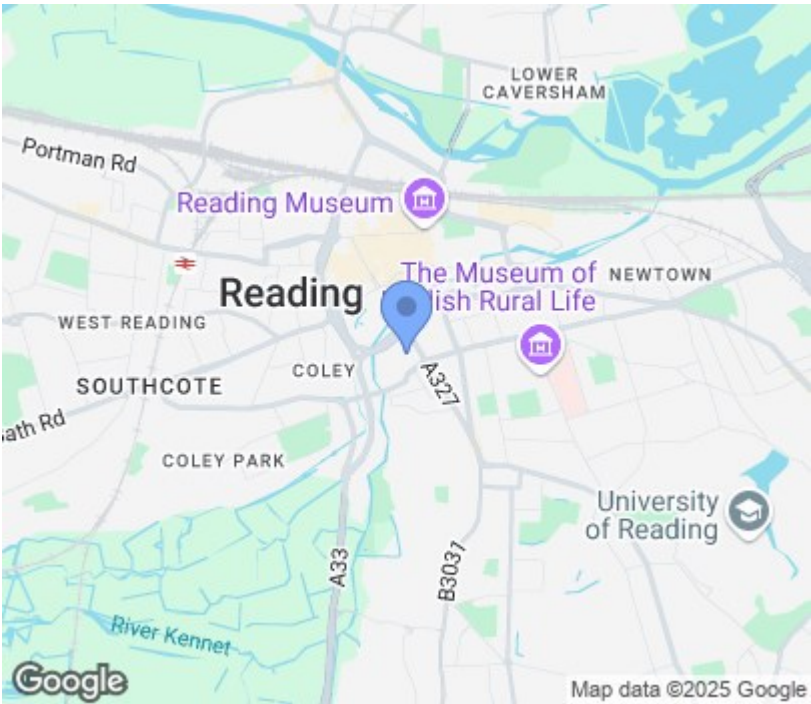 LOWER
CAVERSHAM
Portman Rd
Reading Museum
The Museum of
lish Rural Life
NEWTOWN
Reading
WEST READING
COLEY
SOUTHCOTE
A327
Bath Rd
COLEY PARK
University
of Reading
A33
B3031
River Kennet
Google
Map data ©2025 Google